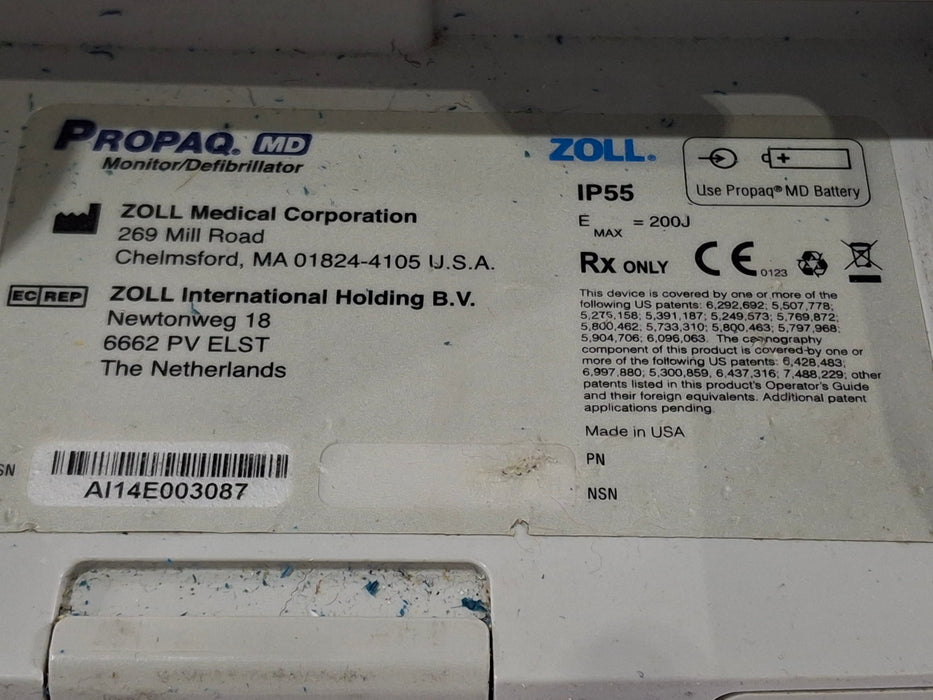 PROPAQ® MD
Monitor/Defibrillator
ZOLL Medical Corporation
269 Mill Road
Chelmsford, MA 01824-4105 U.S.A.
EC REP
ZOLL International Holding B.V.
Newtonweg 18
6662 PV ELST
The Netherlands
SN
AI14E003087
ZOLL®
IP55
E MAX = 200J
Use Propaq® MD Battery
Rx ONLY
CE 0123
This device is covered by one or more of the
following US patents: 6,292,692; 5,507,778;
5,275,158; 5,391,187; 5,249,573; 5,769,872;
5,800,462; 5,733,310; 5,800,463; 5,797,968;
5,904,706; 6,096,063. The capnography
component of this product is covered by one or
more of the following US patents: 6,428,483;
6,997,880; 5,300,859, 6,437,316; 7,488,229; other
patents listed in this product's Operator's Guide
and their foreign equivalents. Additional patent
applications pending.
Made in USA
PN
NSN